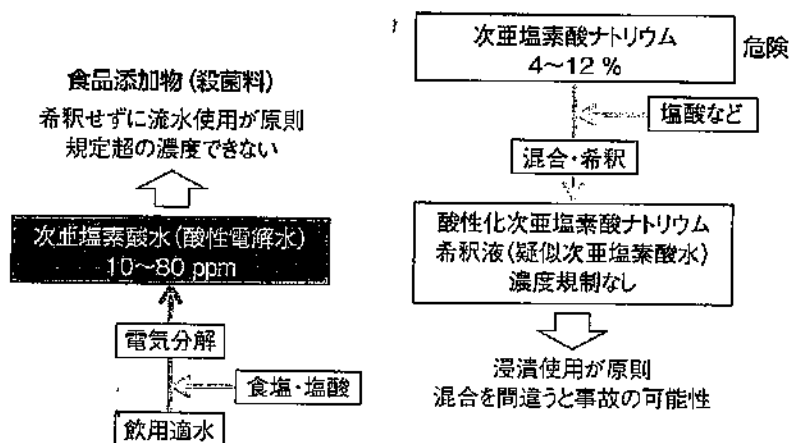 食品添加物(殺菌料)
希釈せずに流水使用が原則
規定超の濃度できない
次亜塩素酸水(酸性電解水)
10〜80 ppm
電気分解
食塩・塩酸
飲用適水
次亜塩素酸ナトリウム
4〜12 %
危険
塩酸など
混合・希釈
酸性化次亜塩素酸ナトリウム
希釈液(疑似次亜塩素酸水)
濃度規制なし
浸漬使用が原則
混合を間違うと事故の可能性